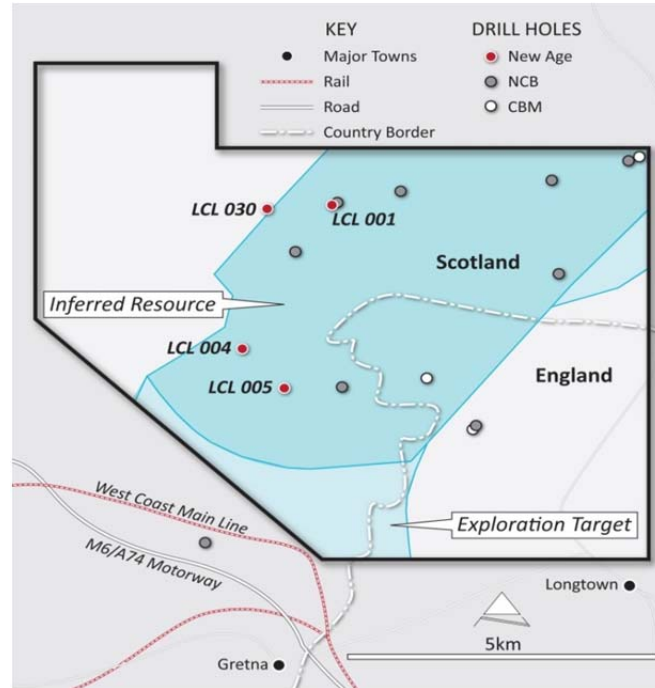 KEY
DRILL HOLES
Major Towns
New Age
Rail
NCB
Road
CBM
Country Border
LCL 030
LCL 001
Scotland
Inferred Resource
LCL 004
England
LCL 005
West Coast Main Line
Exploration Target
M6/A74 Motorway
Longtown
5km
Gretna